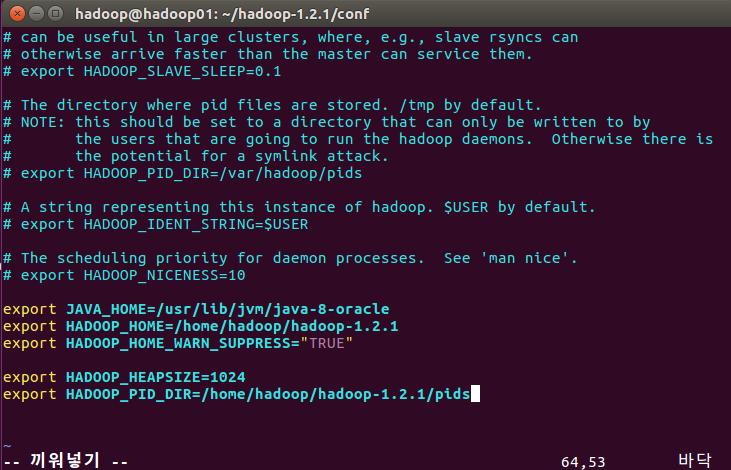 hadoop@hadoop01: ~/hadoop-1.2.1/conf
# can be useful in large clusters, where, e.g., slave rsyncs can
# otherwise arrive faster than the master can service them.
# export HADOOP_SLAVE_SLEEP=0.1
# The directory where pid files are stored. /tmp by default.
# NOTE: this should be set to a directory that can only be written to by
#       the users that are going to run the hadoop daemons.  Otherwise there is
#       the potential for a symlink attack.
# export HADOOP_PID_DIR=/var/hadoop/pids
# A string representing this instance of hadoop. $USER by default.
# export HADOOP_IDENT_STRING=$USER
# The scheduling priority for daemon processes.  See 'man nice'.
# export HADOOP_NICENESS=10
export JAVA_HOME=/usr/lib/jvm/java-8-oracle
export HADOOP_HOME=/home/hadoop/hadoop-1.2.1
export HADOOP_HOME_WARN_SUPPRESS="TRUE"
export HADOOP_HEAPSIZE=1024
export HADOOP_PID_DIR=/home/hadoop/hadoop-1.2.1/pids
~
-- 끼워넣기 -- 64,53 바닥